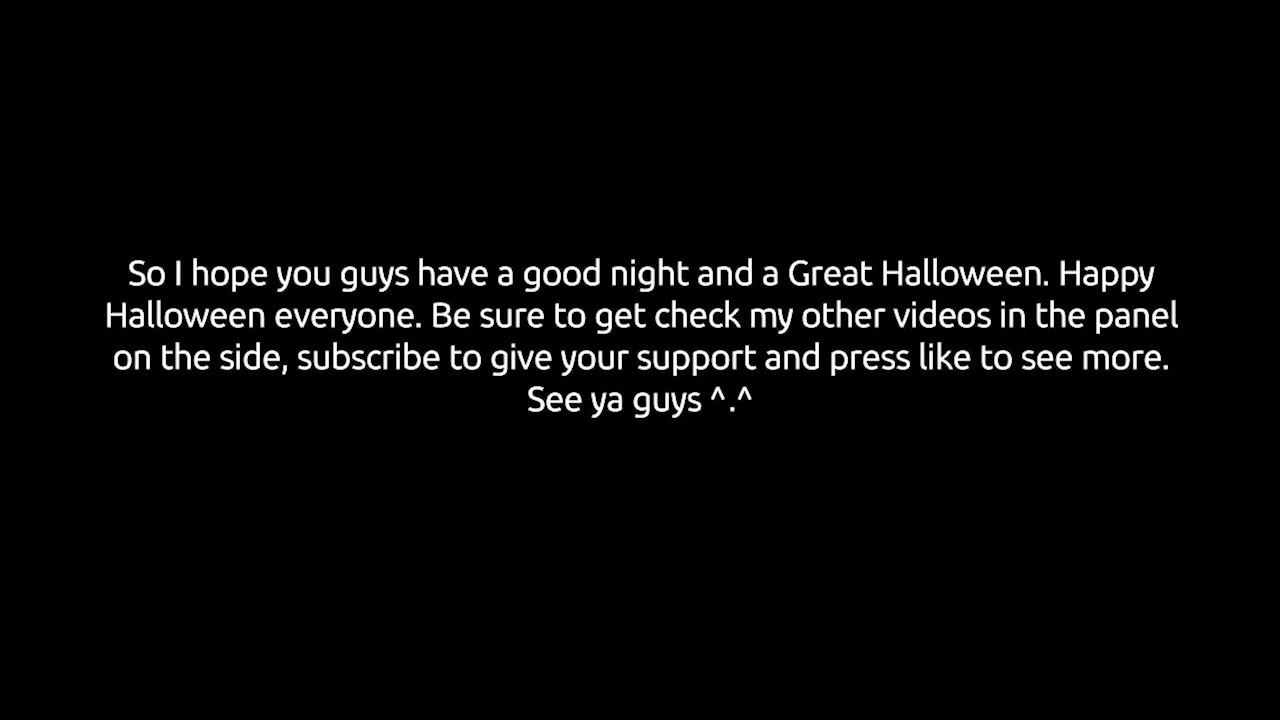 So I hope you guys have a good night and a Great Halloween. Happy
Halloween everyone. Be sure to get check my other videos in the panel
on the side, subscribe to give your support and press like to see more.
See ya guys ^.^